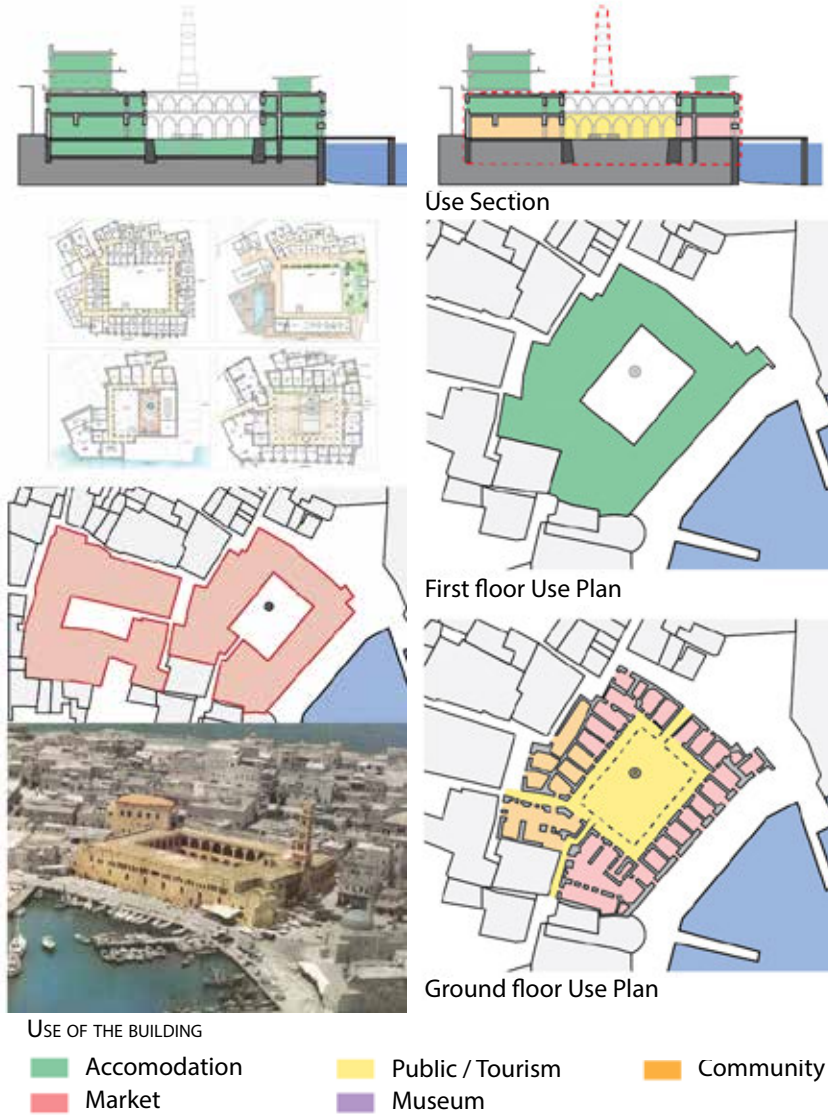 Use Section
First floor Use Plan
Ground floor Use Plan
USE OF THE BUILDING
Accomodation
Public / Tourism
Community
Market
Museum